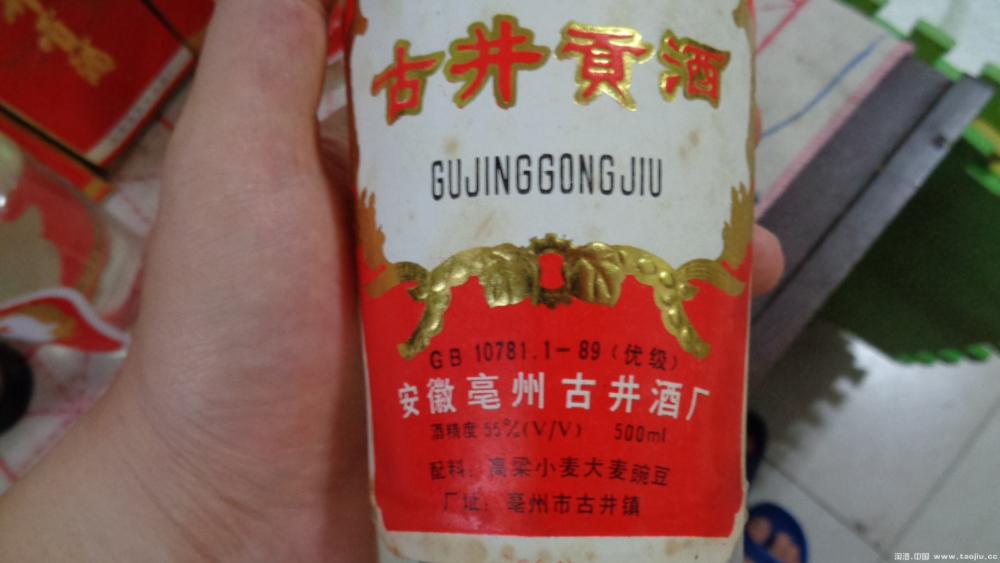 古井贡酒
GUJINGGONGJIU
GB 10781.1-89（优级）
安徽亳州古井酒厂
酒精度 55%(V/V) 500ml
配料：高粱小麦大麦豌豆
厂址：亳州市古井镇
淘酒.中国 www.taojiu.cc